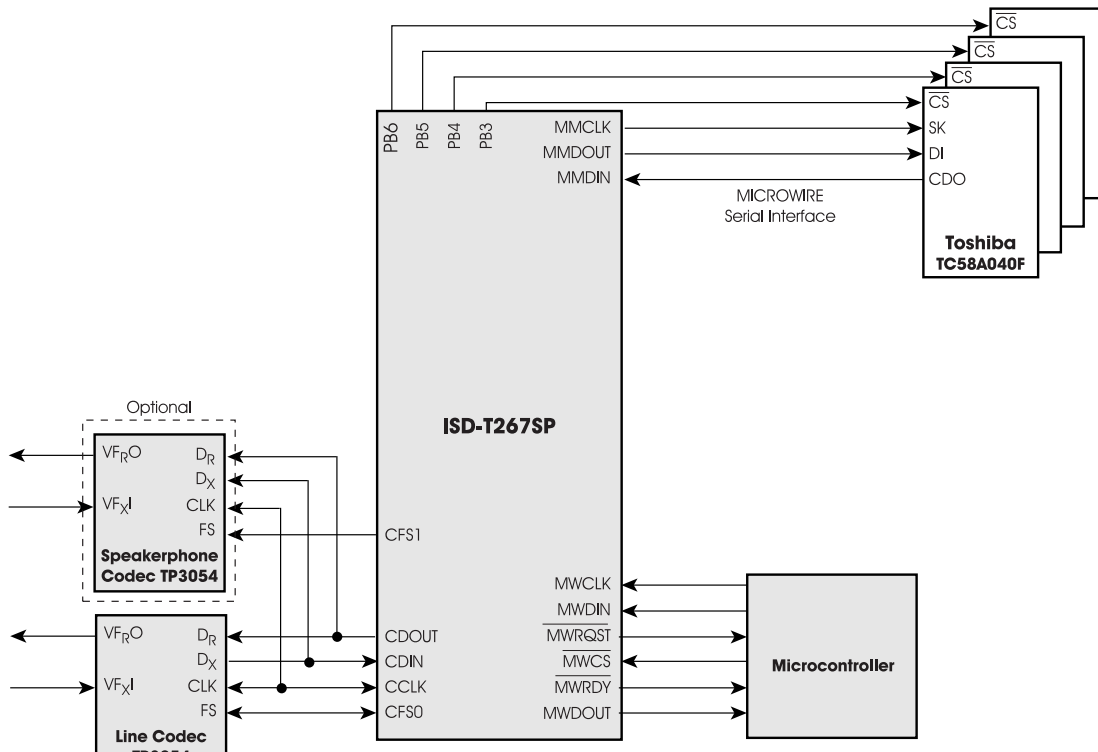 CS
CS
CS
CS
SK
DI
CDO
Toshiba
TC58A040F
PB6
PB5
PB4
PB3
MMCLK
MMDOUT
MMDIN
MICROWIRE
Serial Interface
ISD-T267SP
Optional
VFRO
DR
DX
VFXI
CLK
FS
Speakerphone
Codec TP3054
CFS1
VFRO
DR
DX
VFXI
CLK
FS
Line Codec
TP3054
CDOUT
CDIN
CCLK
CFS0
MWCLK
MWDIN
MWRQST
MWCS
MWRDY
MWDOUT
Microcontroller